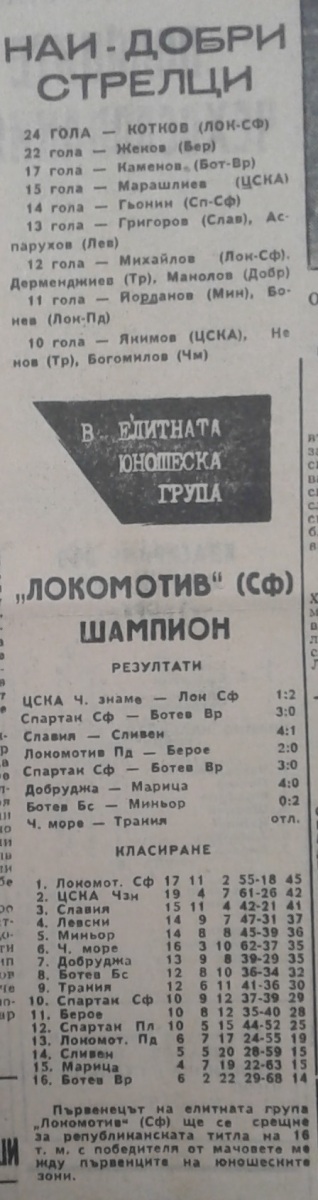 НАЙ-ДОБРИ
СТРЕЛЦИ
24 ГОЛА — КОТКОВ (ЛОК-СФ)
22 гола — Жеков (Бер)
17 гола — Каменов (Бот-Вр)
15 гола — Марашлиев (ЦСКА)
14 гола — Гьонин (Сп-Сф)
13 гола — Григоров (Слав), Ас-
парухов (Лев)
12 гола — Михайлов (Лок-Сф),
Дерменджиев (Тр), Манолов (Добр)
11 гола — Йорданов (Мин), Бо-
нев (Лок-Пд)
10 гола — Якимов (ЦСКА), Не
нов (Тр), Богомилов (Чм)
В ЕЛИТНАТА
ЮНОШЕСКА
ГРУПА
„ЛОКОМОТИВ“ (Сф)
ШАМПИОН
РЕЗУЛТАТИ
ЦСКА Ч. знаме — Лок Сф 1:2
Спартак Сф — Ботев Вр 3:0
Славия — Сливен 4:1
Локомотив Пд — Берое 2:0
Спартак Сф — Ботев Вр 3:0
Добруджа — Марица 4:0
Ботев Бс — Миньор 0:2
Ч. море — Тракия отл.
КЛАСИРАНЕ
1. Локомот. Сф 17 11 2 55-18 45
2. ЦСКА Чзн 19 4 7 61-26 42
3. Славия 15 11 4 42-21 41
4. Левски 14 9 7 47-31 37
5. Миньор 14 8 8 45-39 36
6. Ч. море 16 3 10 62-37 35
7. Добруджа 13 9 8 39-29 35
8. Ботев Бс 12 8 10 36-34 32
9. Тракия 12 6 11 41-36 30
10. Спартак Сф 10 9 12 37-39 29
11. Берое 10 8 12 35-40 28
12. Спартак Пл 10 5 15 44-52 25
13. Локомот. Пд 6 7 17 24-55 19
14. Сливен 5 5 20 28-59 15
15. Марица 4 7 19 22-63 15
16. Ботев Вр 6 2 22 29-68 14
Първенецът на елитната група
„Локомотив“ (Сф) ще се срещне
за републиканската титла на 16
т. м. с победителя от мачовете ме
жду първенците на юношеските
зони.